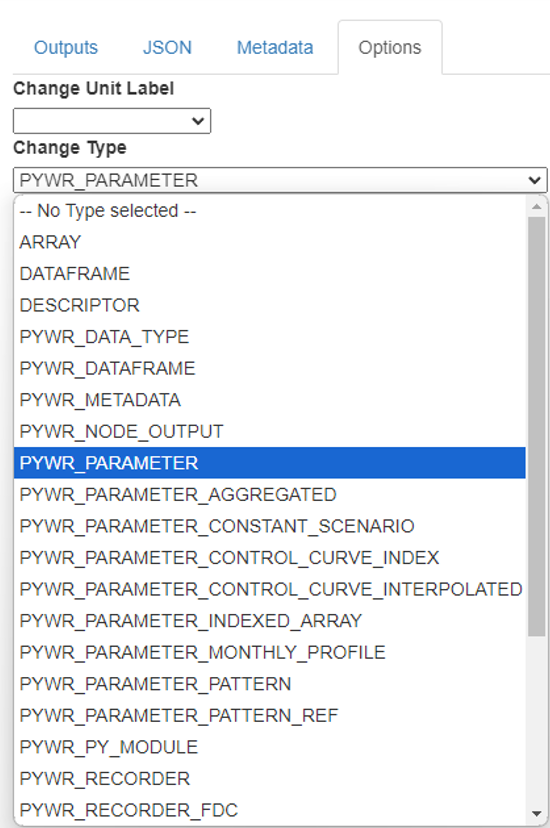 Outputs JSON Metadata Options
Change Unit Label
Change Type
PYWR_PARAMETER
-- No Type selected --
ARRAY
DATAFRAME
DESCRIPTOR
PYWR_DATA_TYPE
PYWR_DATAFRAME
PYWR_METADATA
PYWR_NODE_OUTPUT
PYWR_PARAMETER
PYWR_PARAMETER_AGGREGATED
PYWR_PARAMETER_CONSTANT_SCENARIO
PYWR_PARAMETER_CONTROL_CURVE_INDEX
PYWR_PARAMETER_CONTROL_CURVE_INTERPOLATED
PYWR_PARAMETER_INDEXED_ARRAY
PYWR_PARAMETER_MONTHLY_PROFILE
PYWR_PARAMETER_PATTERN
PYWR_PARAMETER_PATTERN_REF
PYWR_PY_MODULE
PYWR_RECORDER
PYWR_RECORDER_FDC